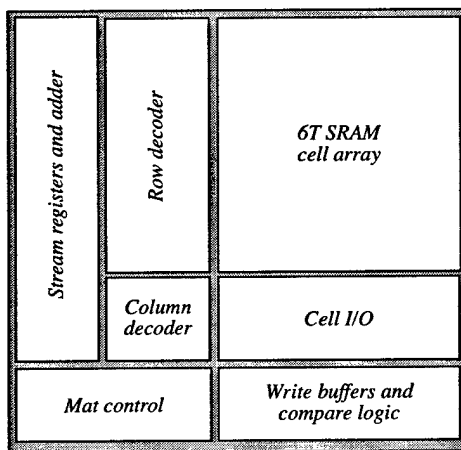 Stream registers and adder
Row decoder
6T SRAM
cell array
Column
decoder
Cell I/O
Mat control
Write buffers and
compare logic